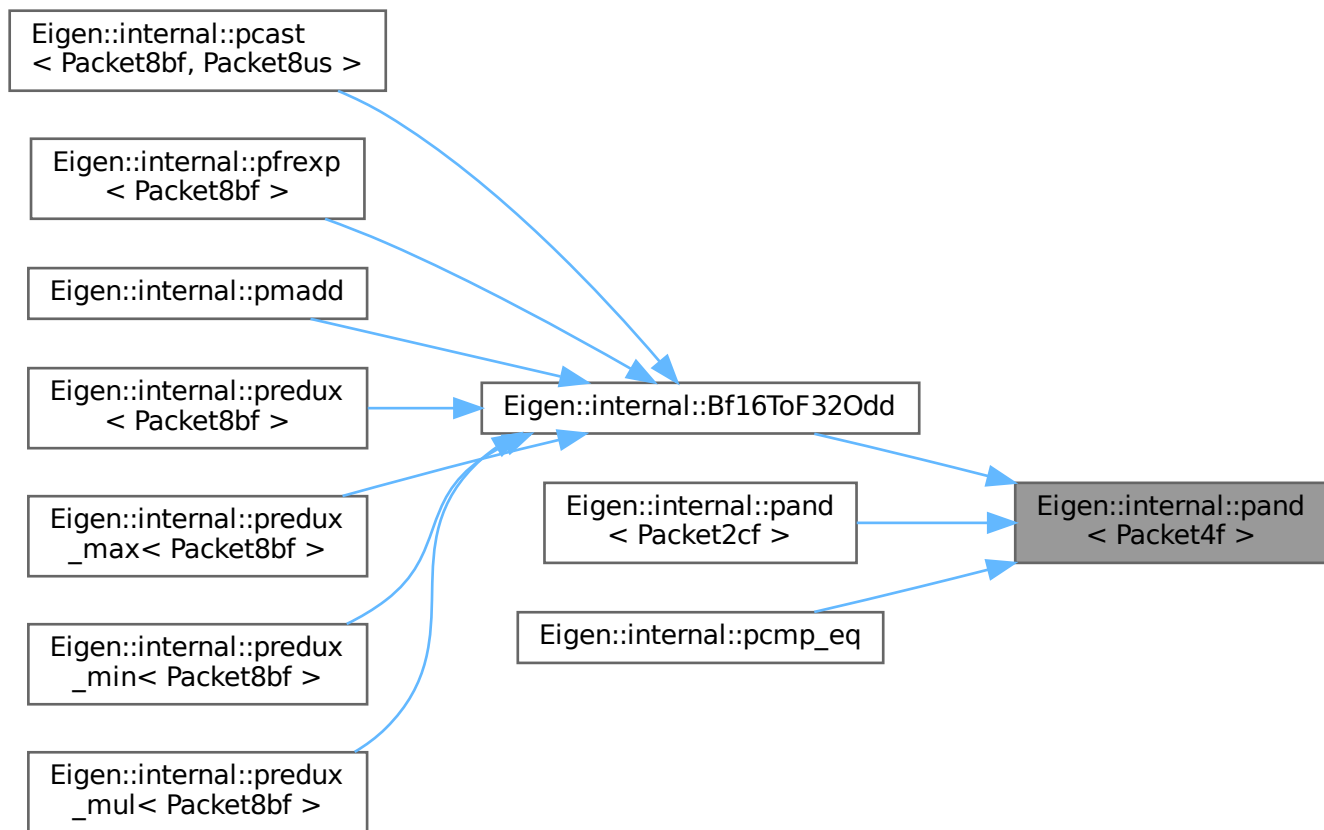 Eigen::internal::pcast
< Packet8bf, Packet8us >
Eigen::internal::pfrexp
< Packet8bf >
Eigen::internal::pmadd
Eigen::internal::predux
< Packet8bf >
Eigen::internal::predux
_max< Packet8bf >
Eigen::internal::predux
_min< Packet8bf >
Eigen::internal::predux
_mul< Packet8bf >
Eigen::internal::Bf16ToF32Odd
Eigen::internal::pand
< Packet2cf >
Eigen::internal::pcmp_eq
Eigen::internal::pand
< Packet4f >